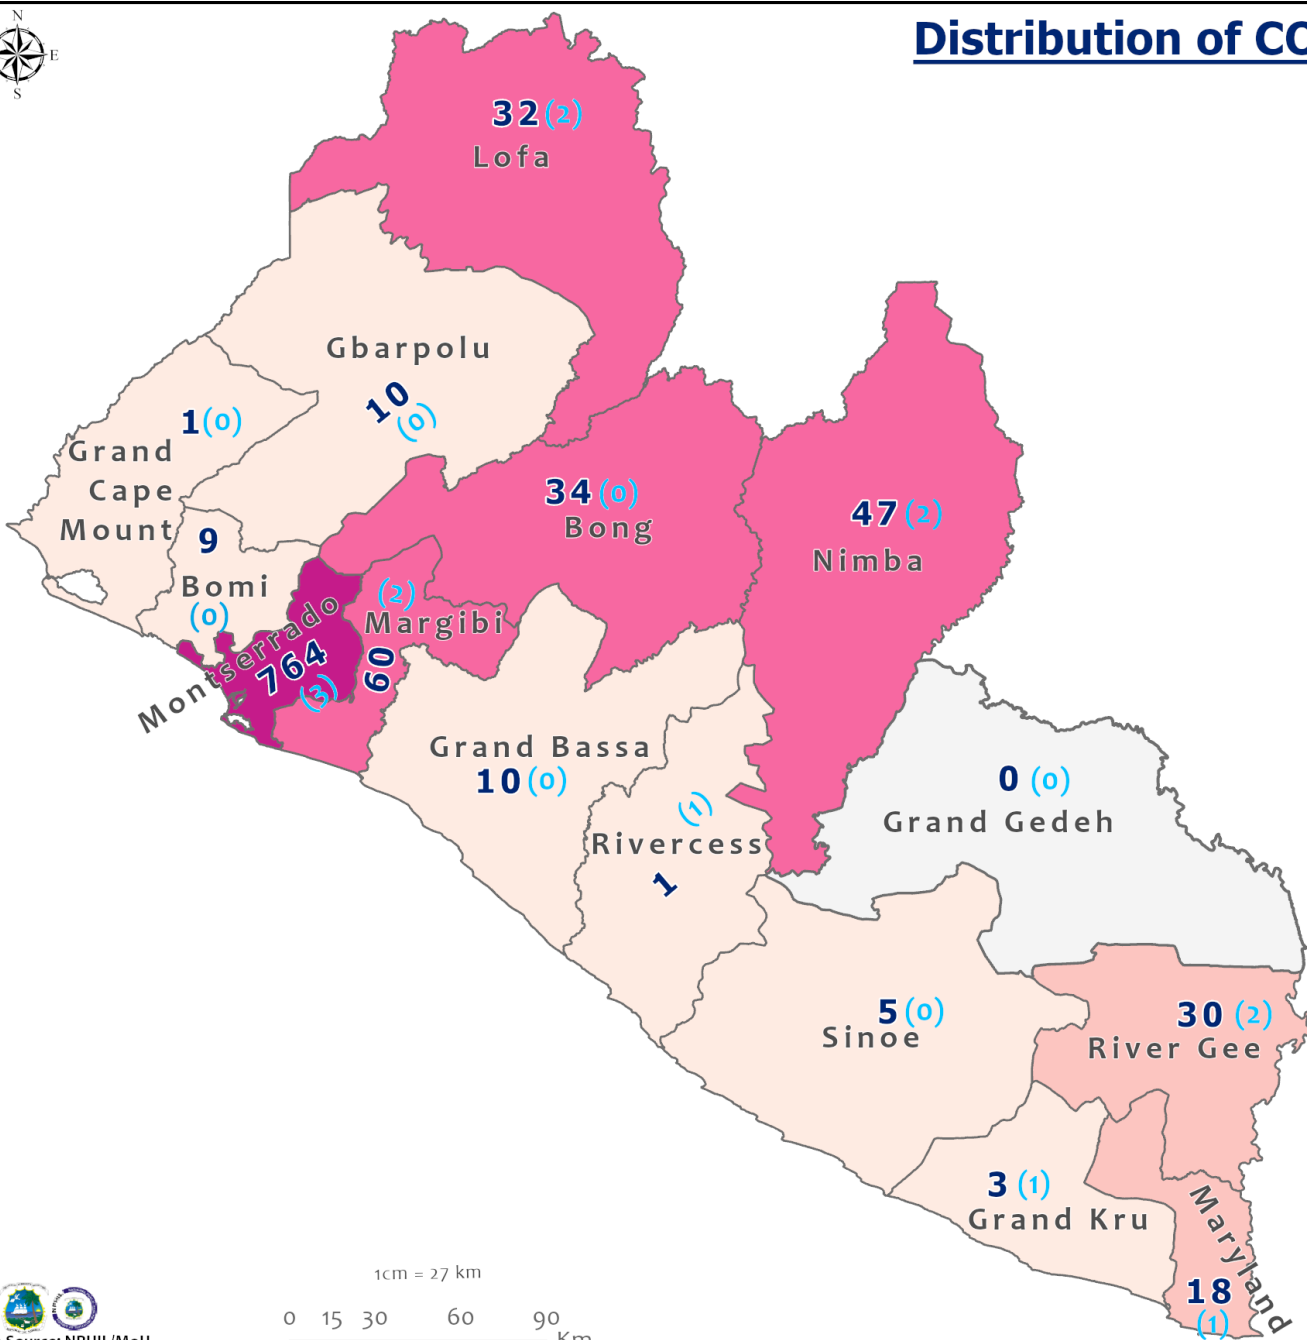 N
E
S
Distribution of CO
32 (2)
Lofa
Gbarpolu
10
(0)
1 (0)
Grand
Cape
Mount
34 (0)
Bong
47 (2)
Nimba
9
Bomi
(0)
(2)
Margibi
60
Montserrado
764
(3)
Grand Bassa
10 (0)
(1)
Rivercess
1
0 (0)
Grand Gedeh
5 (0)
Sinoe
30 (2)
River Gee
3 (1)
Grand Kru
Maryland
18
(1)
1cm = 27 km
0 15 30 60 90
Km
Source: NPHIL/MoH